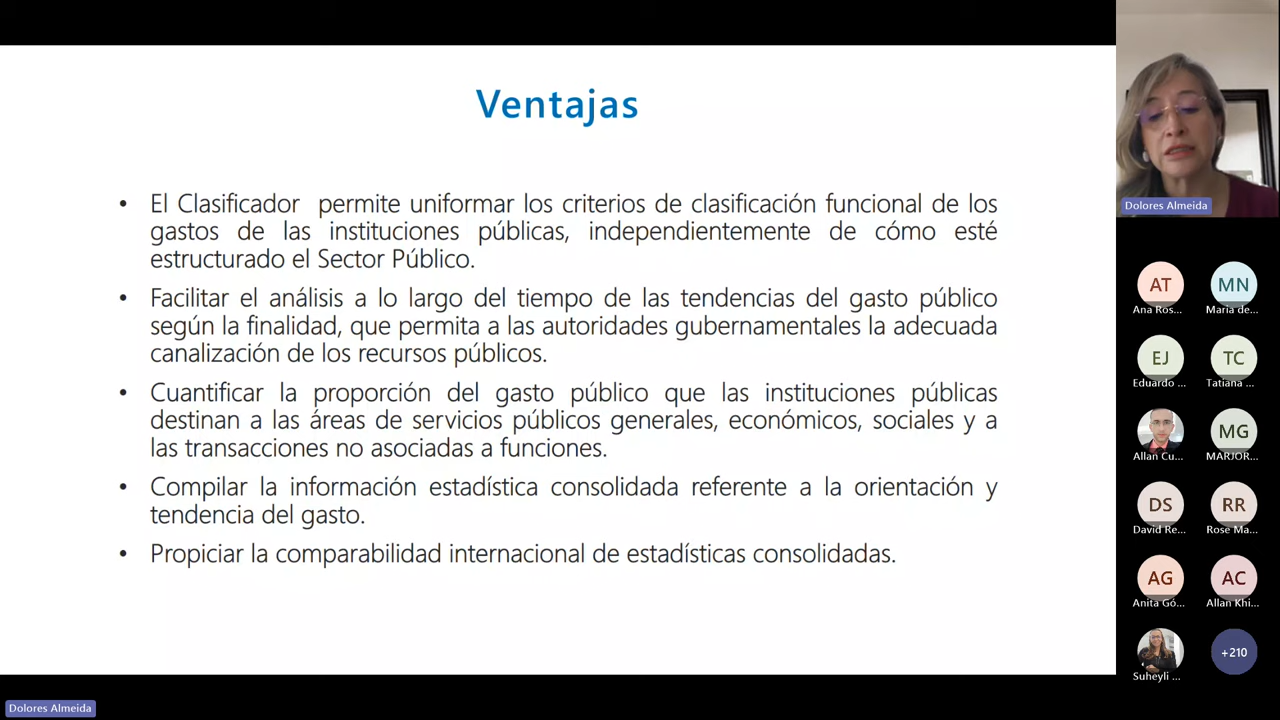 Ventajas
• El Clasificador permite uniformar los criterios de clasificación funcional de los
gastos de las instituciones públicas, independientemente de cómo esté
estructurado el Sector Público.
• Facilitar el análisis a lo largo del tiempo de las tendencias del gasto público
según la finalidad, que permita a las autoridades gubernamentales la adecuada
canalización de los recursos públicos.
• Cuantificar la proporción del gasto público que las instituciones públicas
destinan a las áreas de servicios públicos generales, económicos, sociales y a
las transacciones no asociadas a funciones.
• Compilar la información estadística consolidada referente a la orientación y
tendencia del gasto.
• Propiciar la comparabilidad internacional de estadísticas consolidadas.
Dolores Almeida
AT
MN
Ana Ros...
Maria de...
EJ
TC
Eduardo ...
Tatiana ...
MG
Allan Cu...
MARJOR...
DS
RR
David Re...
Rose Ma...
AG
AC
Anita Gó...
Allan Khi...
+210
Suheyli ...
Dolores Almeida